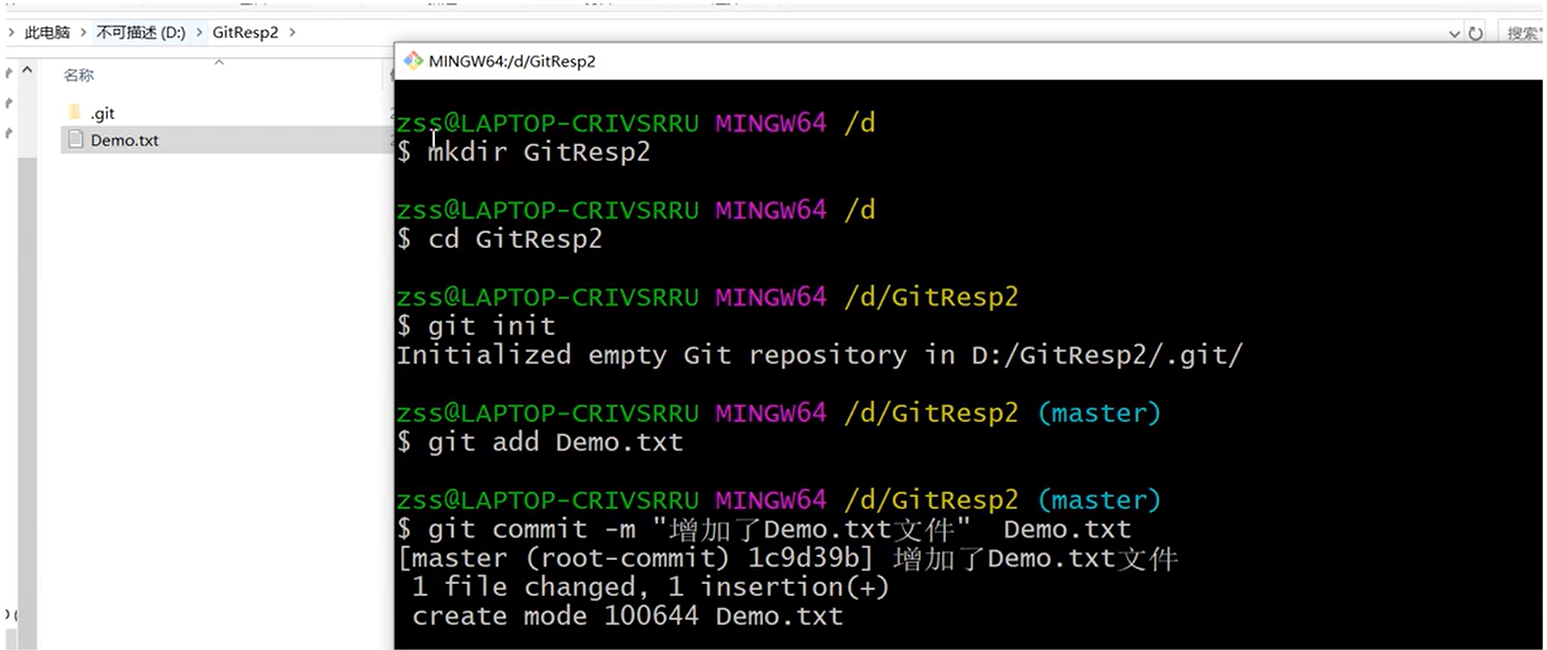 此电脑 > 不可描述 (D:) > GitResp2 >
搜索"
名称
.git
Demo.txt
MINGW64:/d/GitResp2
zss@LAPTOP-CRIVSRRU MINGW64 /d
$ mkdir GitResp2
zss@LAPTOP-CRIVSRRU MINGW64 /d
$ cd GitResp2
zss@LAPTOP-CRIVSRRU MINGW64 /d/GitResp2
$ git init
Initialized empty Git repository in D:/GitResp2/.git/
zss@LAPTOP-CRIVSRRU MINGW64 /d/GitResp2 (master)
$ git add Demo.txt
zss@LAPTOP-CRIVSRRU MINGW64 /d/GitResp2 (master)
$ git commit -m "增加了Demo.txt文件"  Demo.txt
[master (root-commit) 1c9d39b] 增加了Demo.txt文件
 1 file changed, 1 insertion(+)
 create mode 100644 Demo.txt